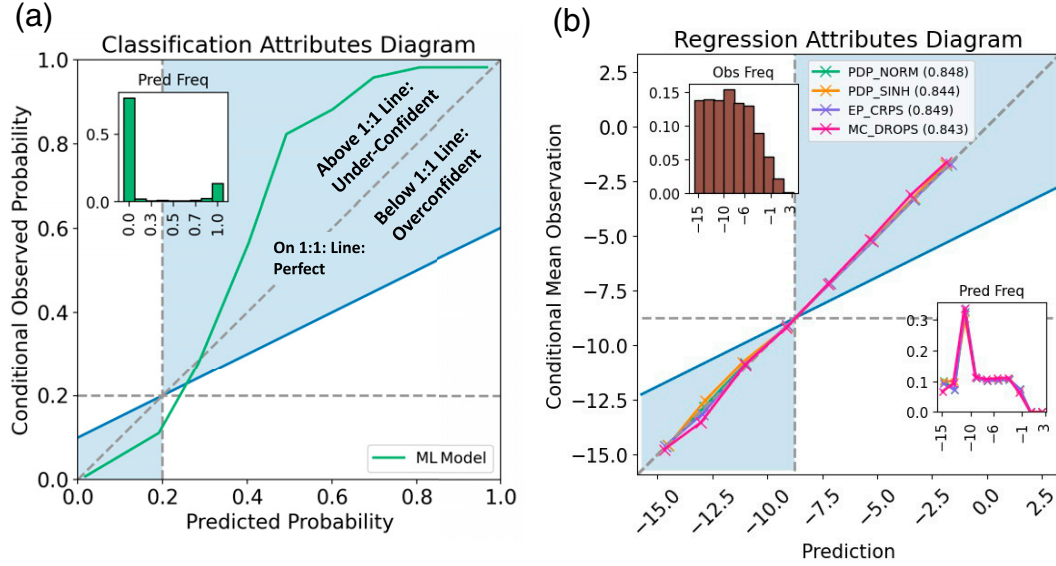 (a)
Classification Attributes Diagram
Conditional Observed Probability
1.0
0.8
0.6
0.4
0.2
0.0
Pred Freq
0.5
0.0
0.0
0.3
0.5
0.7
1.0
Above 1:1 Line:
Under-Confident
Below 1:1 Line:
Overconfident
On 1:1: Line:
Perfect
ML Model
0.0 0.2 0.4 0.6 0.8 1.0
Predicted Probability
(b)
Regression Attributes Diagram
Conditional Mean Observation
2.5
0.0
−2.5
−5.0
−7.5
−10.0
−12.5
−15.0
Obs Freq
0.15
0.10
0.05
0.00
−15
−10
−6
−1
3
PDP_NORM (0.848)
PDP_SINH (0.844)
EP_CRPS (0.849)
MC_DROPS (0.843)
Pred Freq
0.3
0.2
0.1
0.0
−15
−10
−6
−1
3
−15.0
−12.5
−10.0
−7.5
−5.0
−2.5
0.0
2.5
Prediction